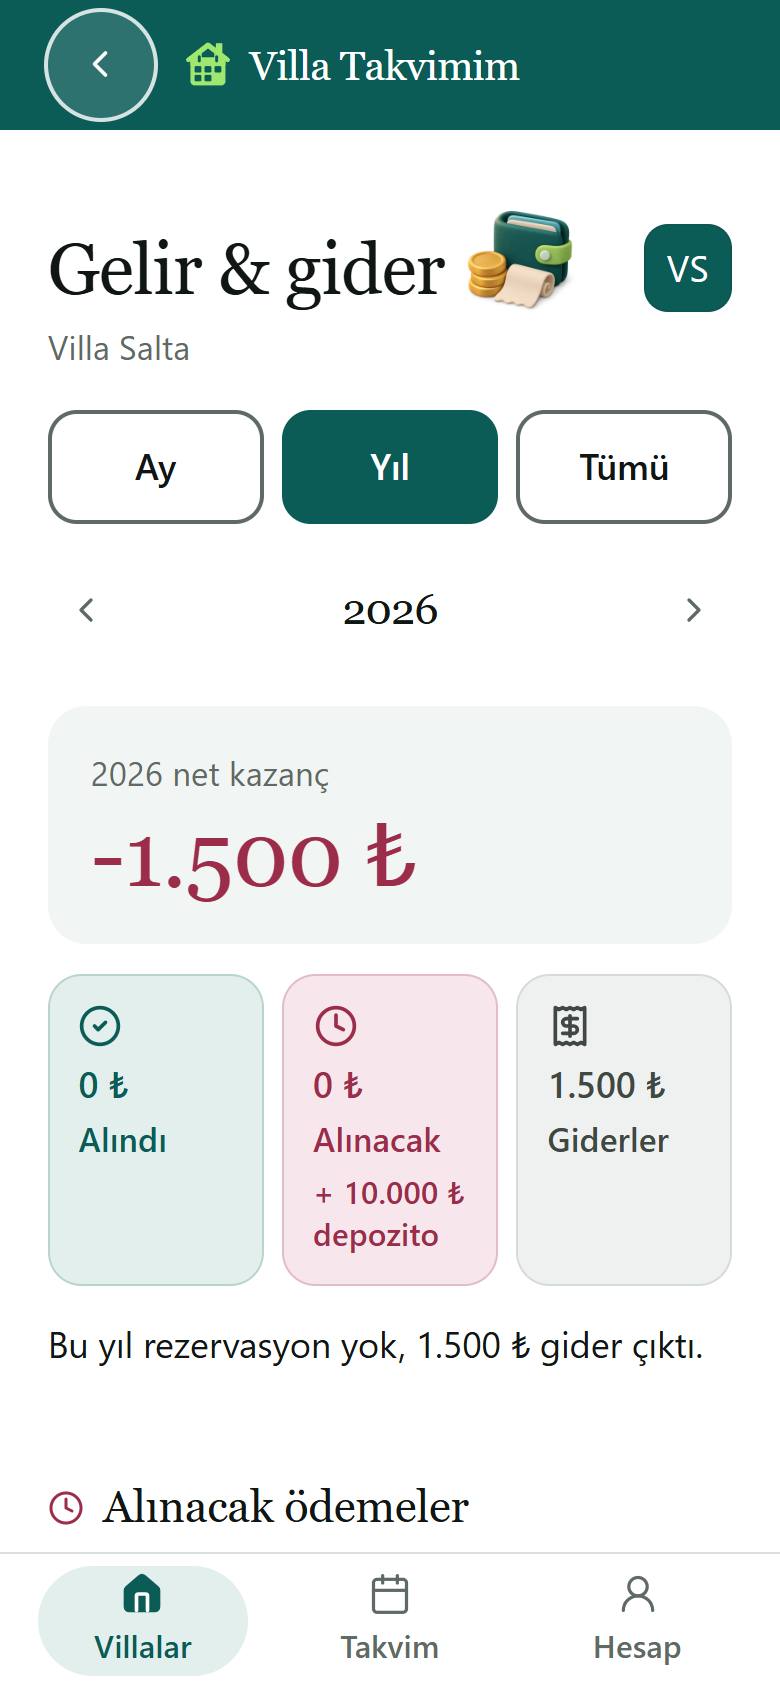 Villa Takvimim
Gelir & gider
VS
Villa Salta
Ay
Yıl
Tümü
2026
2026 net kazanç
-1.500 ₺
0 ₺
Alındı
0 ₺
Alınacak
+ 10.000 ₺
depozito
1.500 ₺
Giderler
Bu yıl rezervasyon yok, 1.500 ₺ gider çıktı.
Alınacak ödemeler
Villalar
Takvim
Hesap